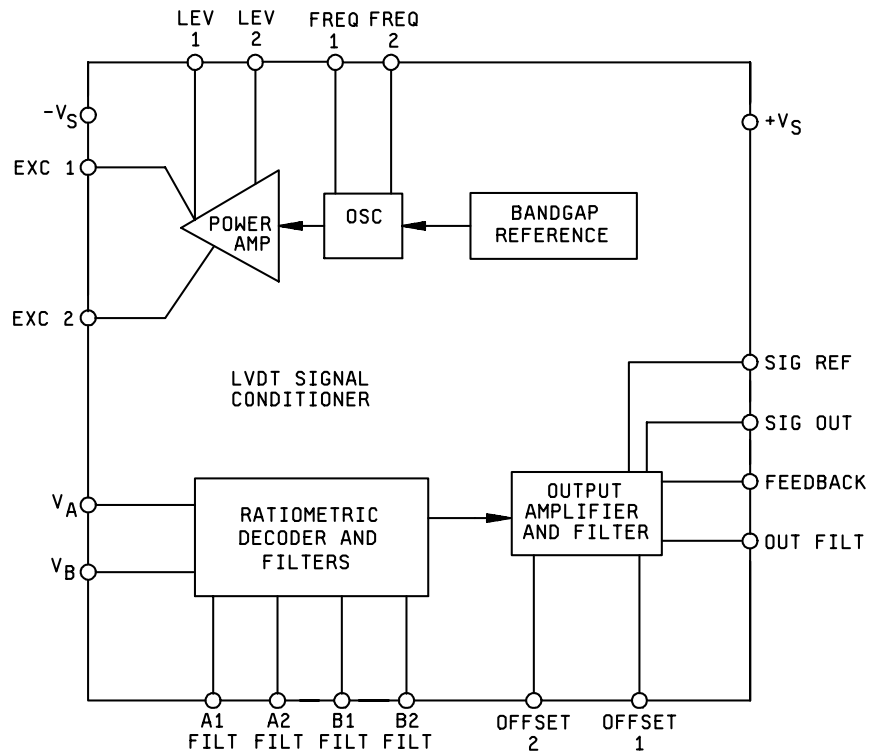 LEV 1
LEV 2
FREQ 1
FREQ 2
-VS
+VS
EXC 1
POWER AMP
OSC
BANDGAP REFERENCE
EXC 2
LVDT SIGNAL
CONDITIONER
SIG REF
SIG OUT
FEEDBACK
OUT FILT
VA
VB
RATIOMETRIC
DECODER AND
FILTERS
OUTPUT
AMPLIFIER
AND FILTER
A1 FILT
A2 FILT
B1 FILT
B2 FILT
OFFSET 2
OFFSET 1